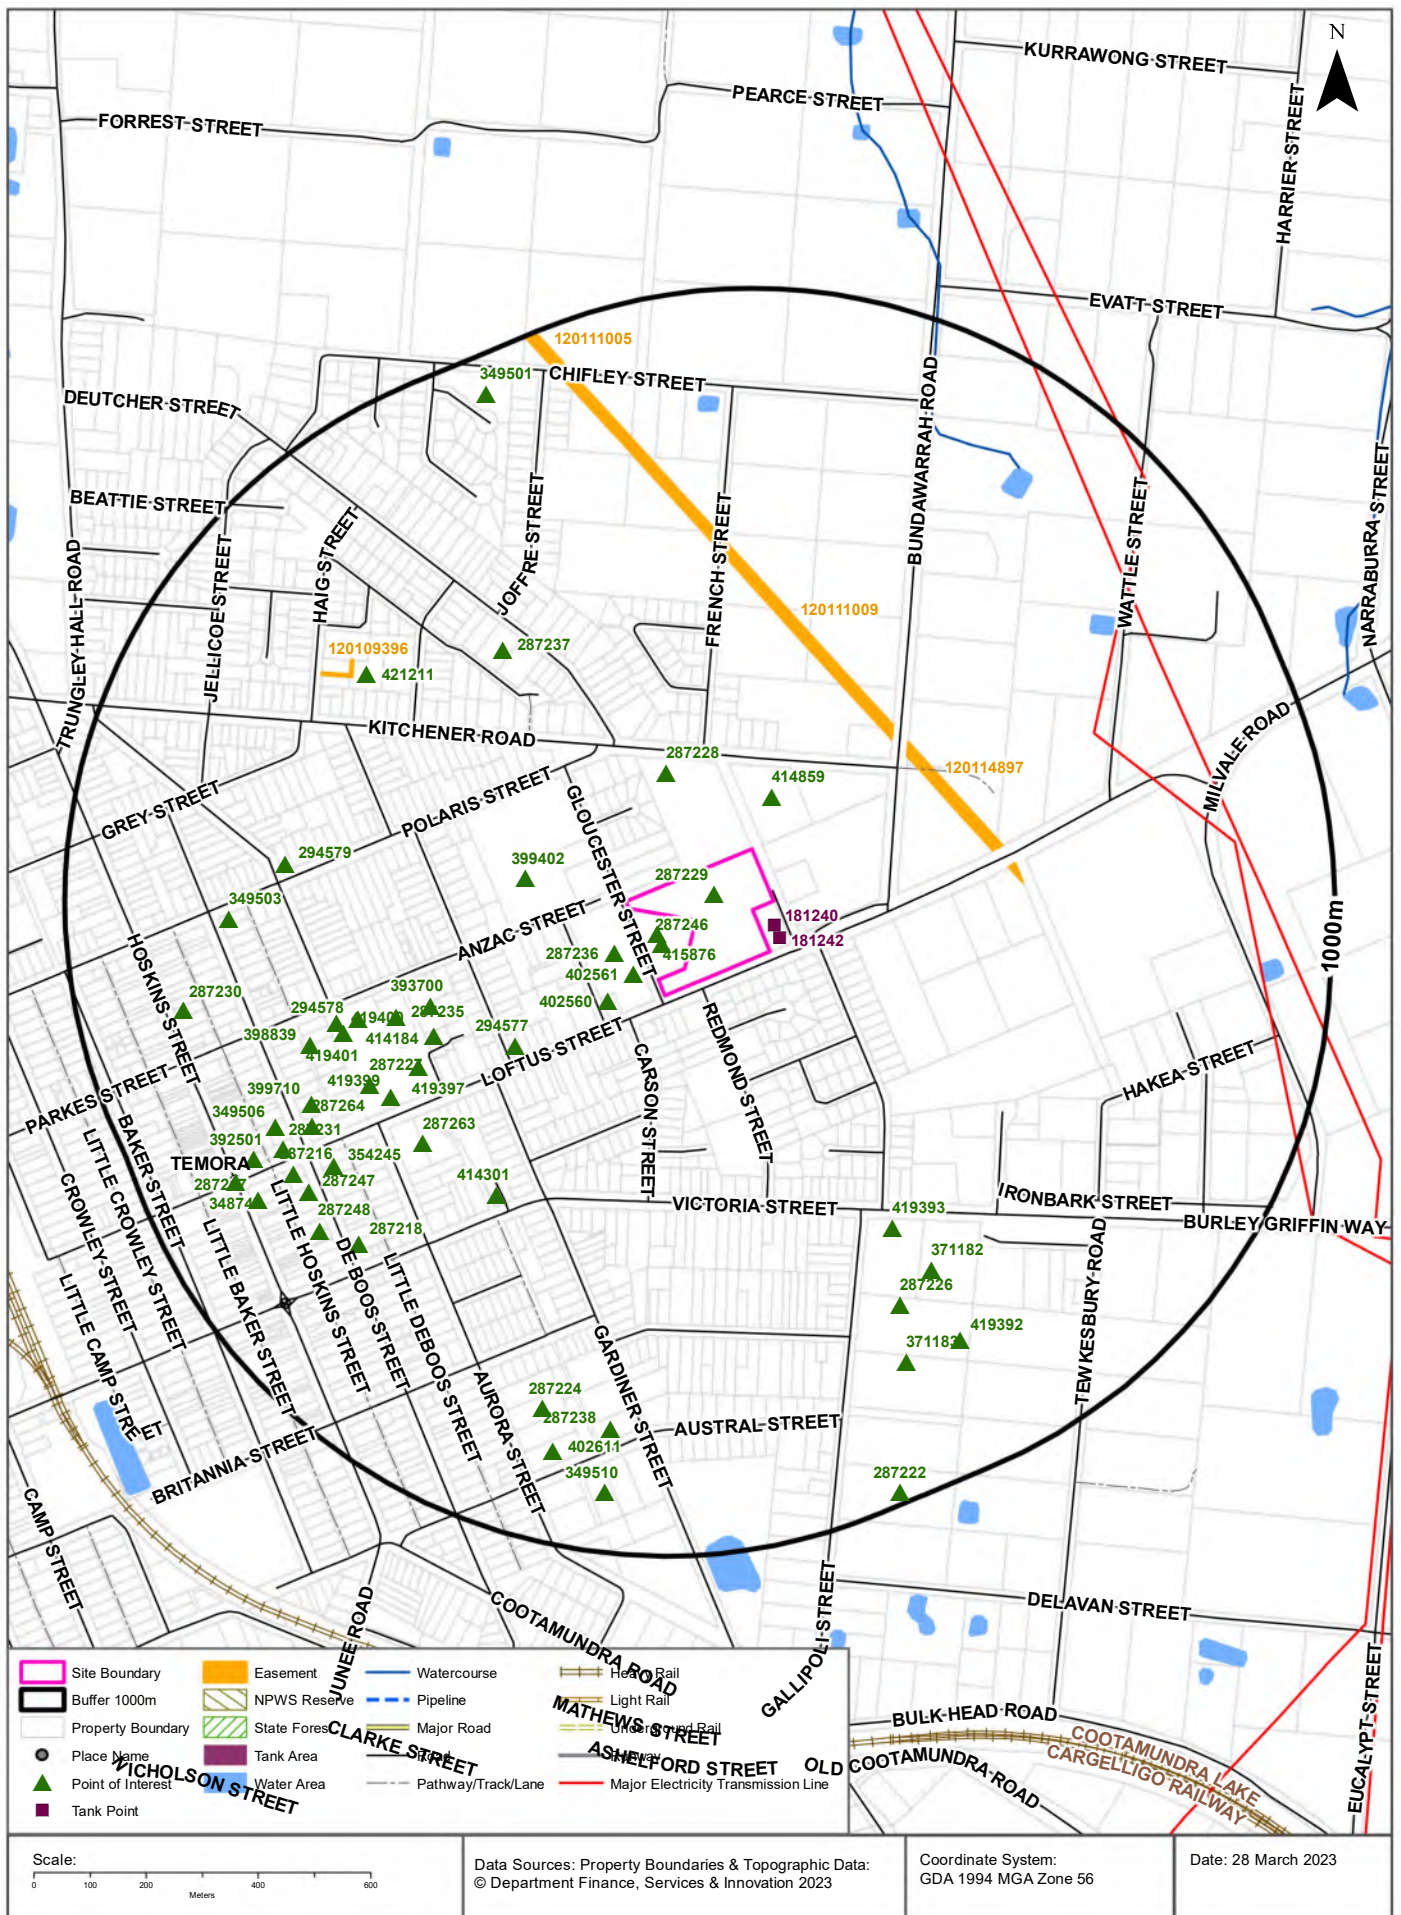 N
KURRAWONG STREET
PEARCE STREET
FORREST STREET
HARRIER STREET
EVATT STREET
120111005
349501
CHIFLEY STREET
DEUTCHER STREET
BUNDAWARRAH ROAD
NARRABURRA STREET
BEATTIE STREET
WATTLE STREET
JOFFRE STREET
FRENCH STREET
HAIG STREET
JELLICOE STREET
TRUNGLEY HALL ROAD
120111009
287237
120109396
421211
KITCHENER ROAD
MILVALE ROAD
287228
120114897
414859
POLARIS STREET
GREY STREET
GLOUCESTER STREET
294579
399402
287229
349503
181240
287246
181242
ANZAC STREET
1000m
HOSKINS STREET
287236
415876
402561
287230
393700
402560
294578
287235
294577
398839
414184
419401
LOFTUS STREET
REDMOND STREET
CARSON STREET
HAKEA STREET
287227
419399
419397
399710
PARKES STREET
287264
349506
287263
BAKER STREET
LITTLE CROWLEY STREET
392501
354245
TEMORA
CROWLEY STREET
287247
414301
VICTORIA STREET
IRONBARK STREET
419393
BURLEY GRIFFIN WAY
287248
287218
371182
287226
LITTLE HOSKINS STREET
DE BOOS STREET
LITTLE DEBOOS STREET
LITTLE BAKER STREET
LITTLE CAMP STREET
419392
371183
GARDINER STREET
TEWKESBURY ROAD
AURORA STREET
287224
287238
AUSTRAL STREET
402611
BRITANNIA STREET
349510
287222
CAMP STREET
DELAVAN STREET
COOTAMUNDRA ROAD
JUNEE ROAD
GALLIPOLI STREET
EUCALYPT STREET
MATHEWS STREET
BULK HEAD ROAD
CLARKE STREET
ASHELFORD STREET
OLD COOTAMUNDRA ROAD
COOTAMUNDRA LAKE
CARGELLIGO RAILWAY
NICHOLSON STREET
Site Boundary
Easement
Watercourse
Heavy Rail
Buffer 1000m
NPWS Reserve
Pipeline
Light Rail
Property Boundary
State Forest
Major Road
Underground Rail
Place Name
Tank Area
Road
Runway
Point of Interest
Water Area
Pathway/Track/Lane
Major Electricity Transmission Line
Tank Point
Scale:
0 100 200 400 600
Meters
Data Sources: Property Boundaries & Topographic Data:
© Department Finance, Services & Innovation 2023
Coordinate System:
GDA 1994 MGA Zone 56
Date: 28 March 2023